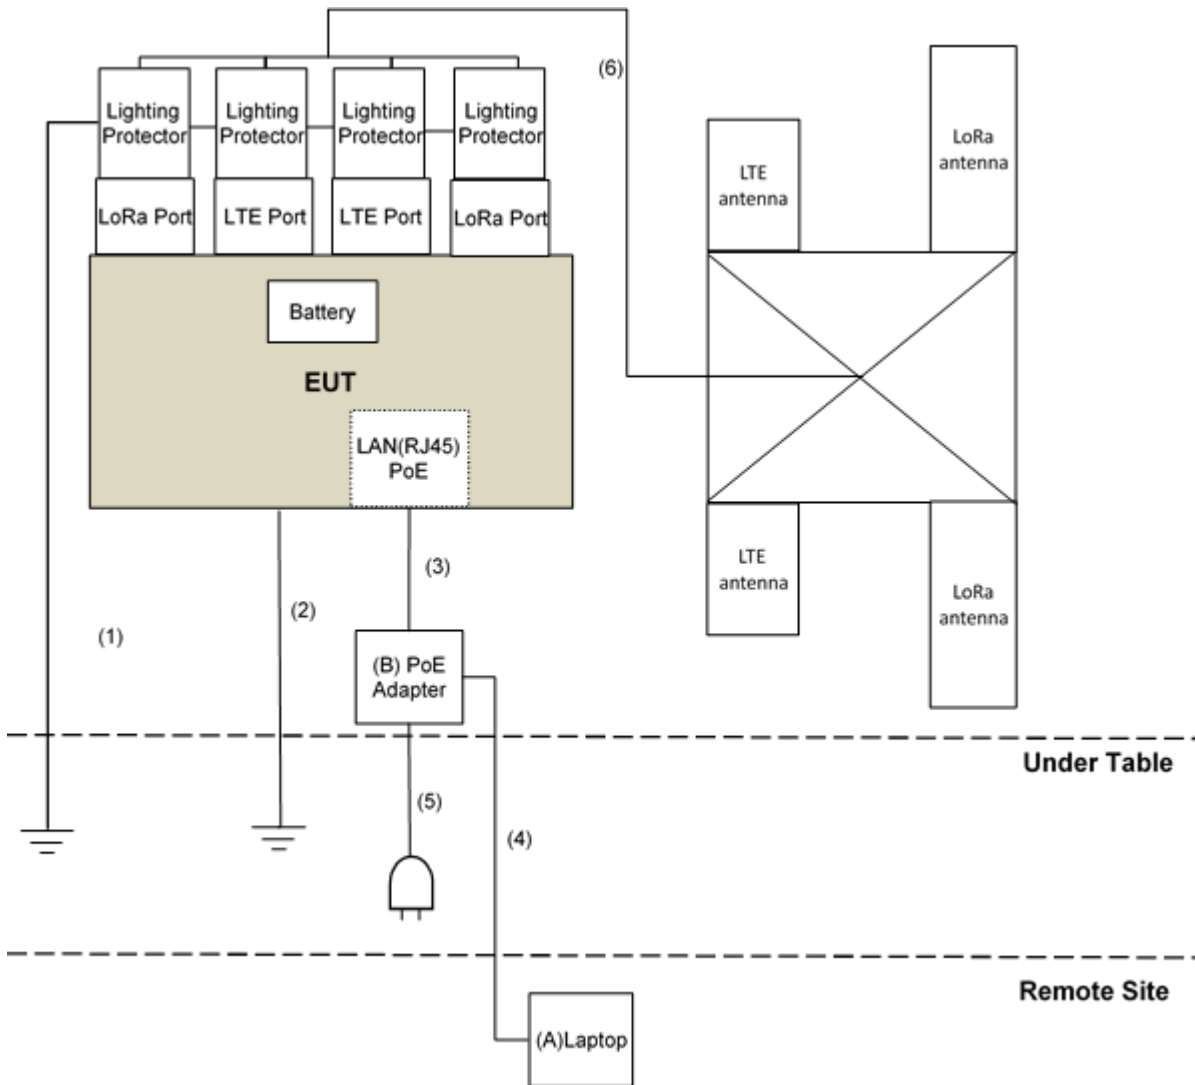 (6)
Lighting
Protector
Lighting
Protector
Lighting
Protector
Lighting
Protector
LoRa Port
LTE Port
LTE Port
LoRa Port
Battery
EUT
LAN(RJ45)
PoE
LTE
antenna
LoRa
antenna
LTE
antenna
LoRa
antenna
(1)
(2)
(3)
(B) PoE
Adapter
Under Table
(5)
(4)
Remote Site
(A)Laptop